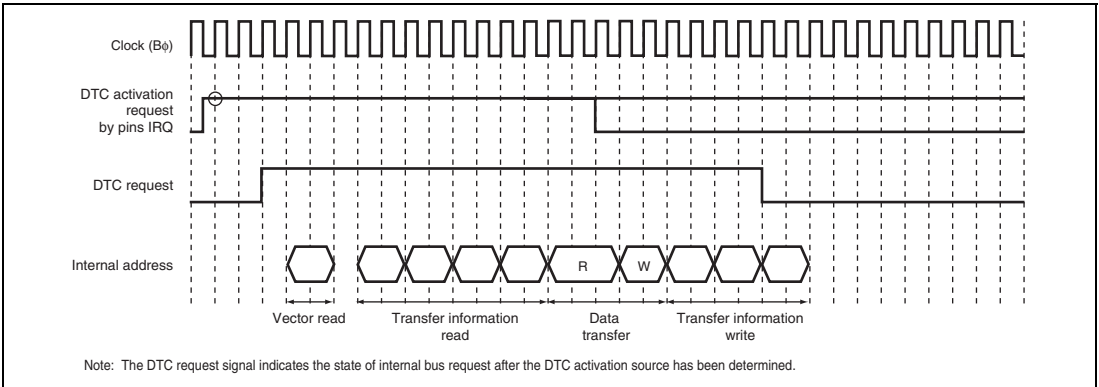 Clock (Bϕ)
DTC activation
request
by pins IRQ
DTC request
Internal address
R
W
Vector read
Transfer information
read
Data
transfer
Transfer information
write
Note: The DTC request signal indicates the state of internal bus request after the DTC activation source has been determined.